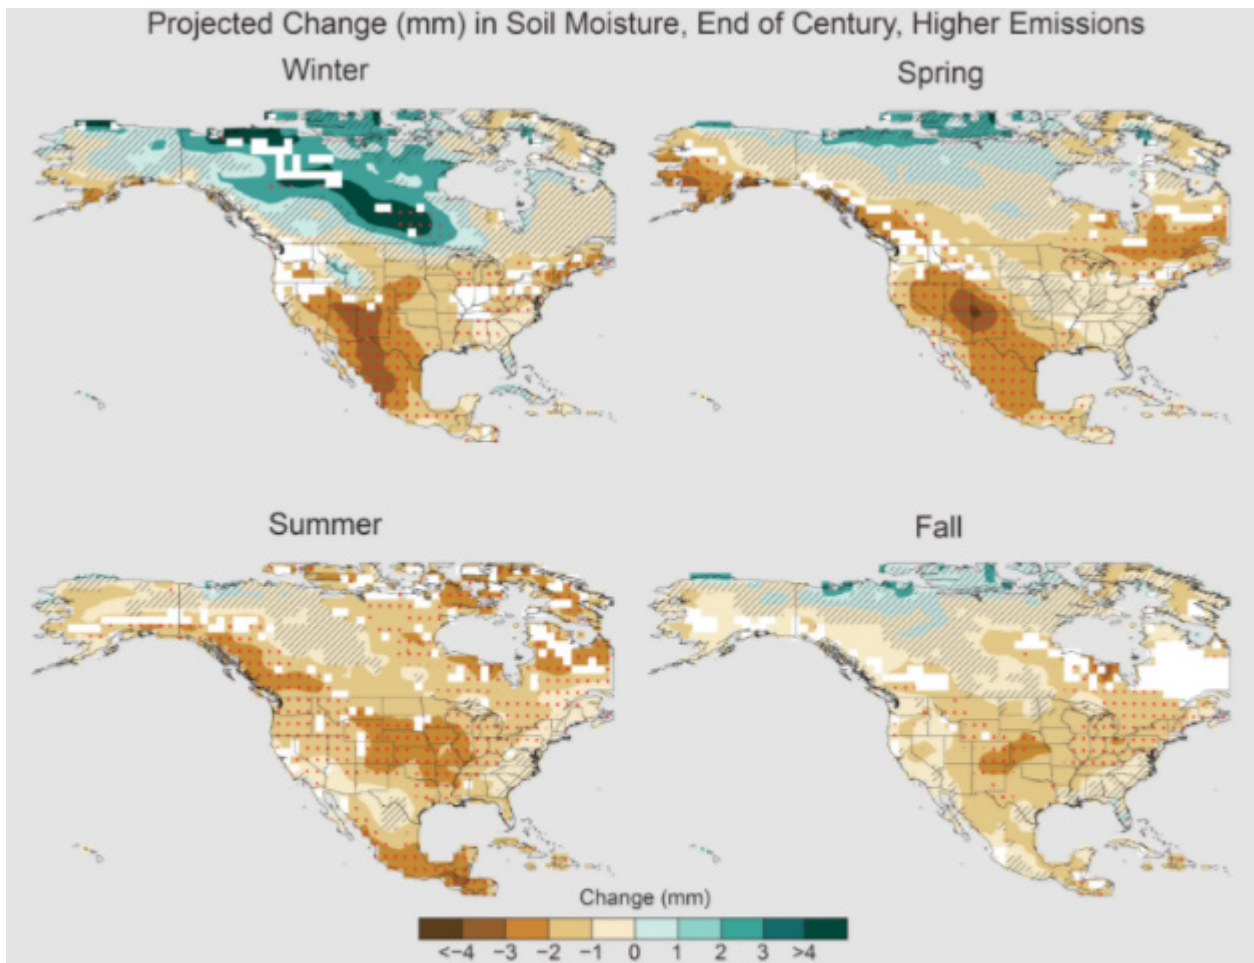 Projected Change (mm) in Soil Moisture, End of Century, Higher Emissions
Winter
Spring
Summer
Fall
Change (mm)
<−4 −3 −2 −1 0 1 2 3 >4